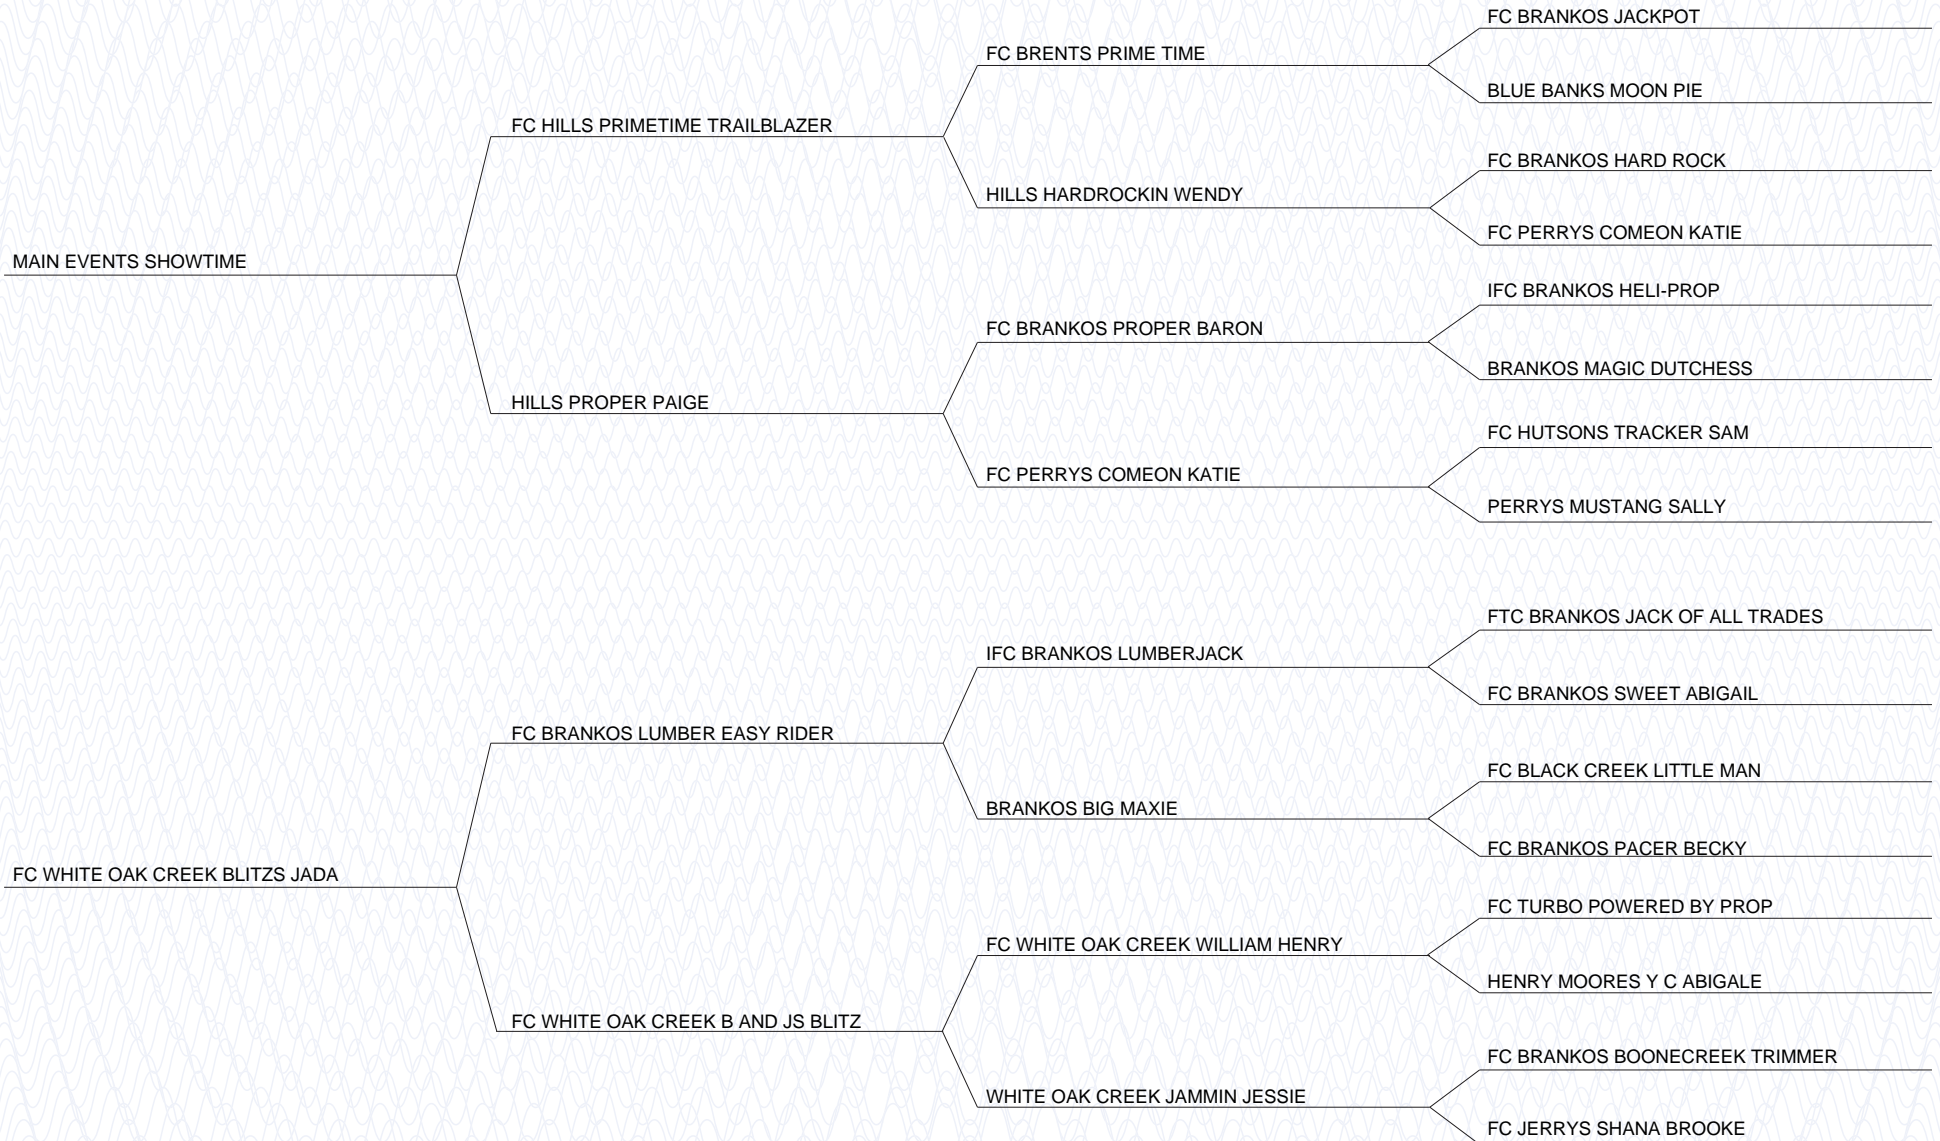 FC BRANKOS JACKPOT
FC BRENTS PRIME TIME
BLUE BANKS MOON PIE
FC HILLS PRIMETIME TRAILBLAZER
FC BRANKOS HARD ROCK
HILLS HARDROCKIN WENDY
FC PERRYS COMEON KATIE
MAIN EVENTS SHOWTIME
IFC BRANKOS HELI-PROP
FC BRANKOS PROPER BARON
BRANKOS MAGIC DUTCHESS
HILLS PROPER PAIGE
FC HUTSONS TRACKER SAM
FC PERRYS COMEON KATIE
PERRYS MUSTANG SALLY
FTC BRANKOS JACK OF ALL TRADES
IFC BRANKOS LUMBERJACK
FC BRANKOS SWEET ABIGAIL
FC BRANKOS LUMBER EASY RIDER
FC BLACK CREEK LITTLE MAN
BRANKOS BIG MAXIE
FC BRANKOS PACER BECKY
FC WHITE OAK CREEK BLITZS JADA
FC TURBO POWERED BY PROP
FC WHITE OAK CREEK WILLIAM HENRY
HENRY MOORES Y C ABIGALE
FC WHITE OAK CREEK B AND JS BLITZ
FC BRANKOS BOONECREEK TRIMMER
WHITE OAK CREEK JAMMIN JESSIE
FC JERRYS SHANA BROOKE